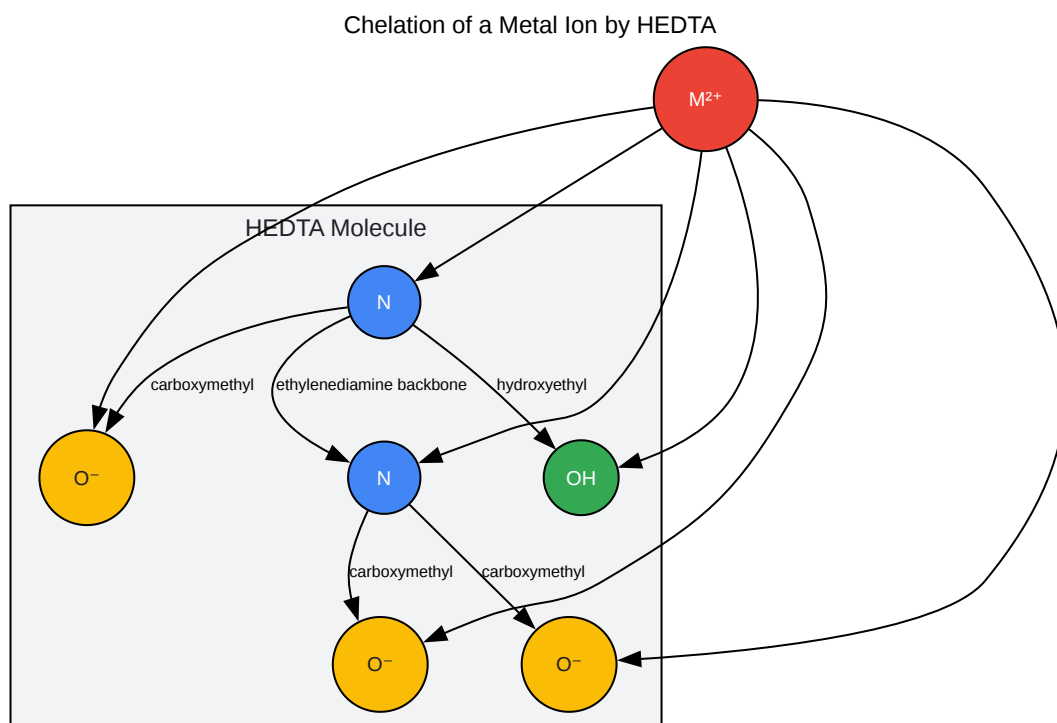 Chelation of a Metal Ion by HEDTA
M²⁺
HEDTA Molecule
N
carboxymethyl
ethylenediamine backbone
hydroxyethyl
O⁻
N
OH
carboxymethyl
carboxymethyl
O⁻
O⁻